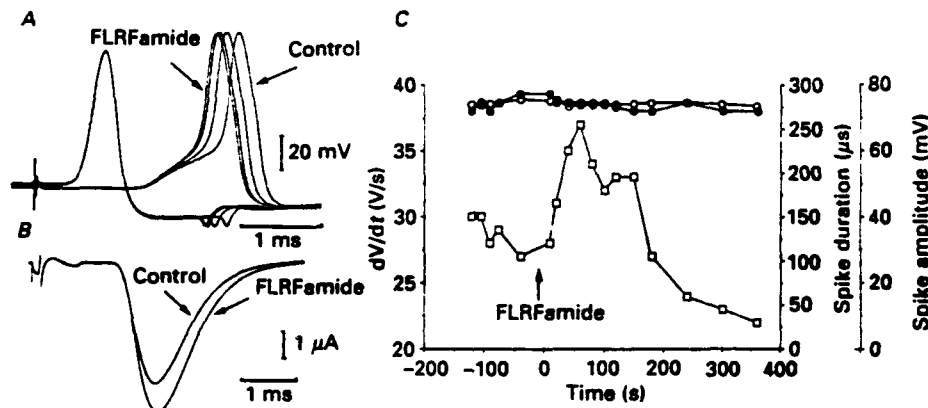 A
FLRFamide
Control
20 mV
1 ms
B
Control
FLRFamide
1 μA
1 ms
C
40
35
30
25
20
dV/dt (V/s)
FLRFamide
-200
-100
0
100
200
300
400
Time (s)
300
250
200
150
100
50
0
Spike duration (μs)
80
60
40
20
0
Spike amplitude (mV)